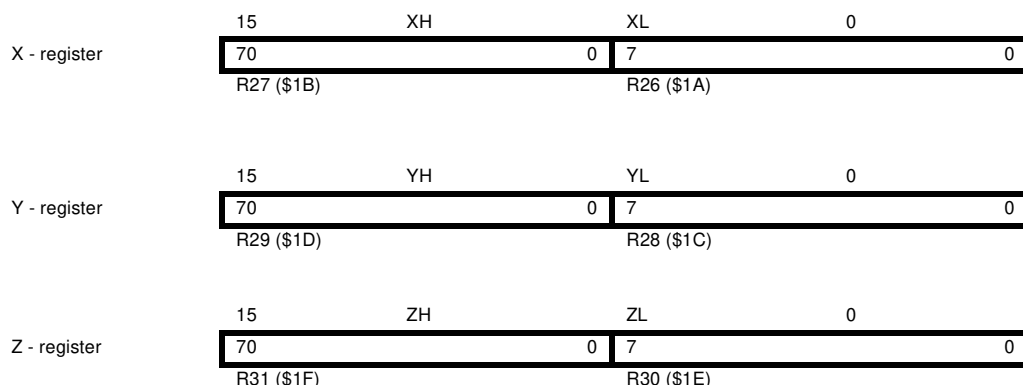 15 XH XL 0
X - register 70 0 7 0
R27 ($1B) R26 ($1A)
15 YH YL 0
Y - register 70 0 7 0
R29 ($1D) R28 ($1C)
15 ZH ZL 0
Z - register 70 0 7 0
R31 ($1F) R30 ($1E)